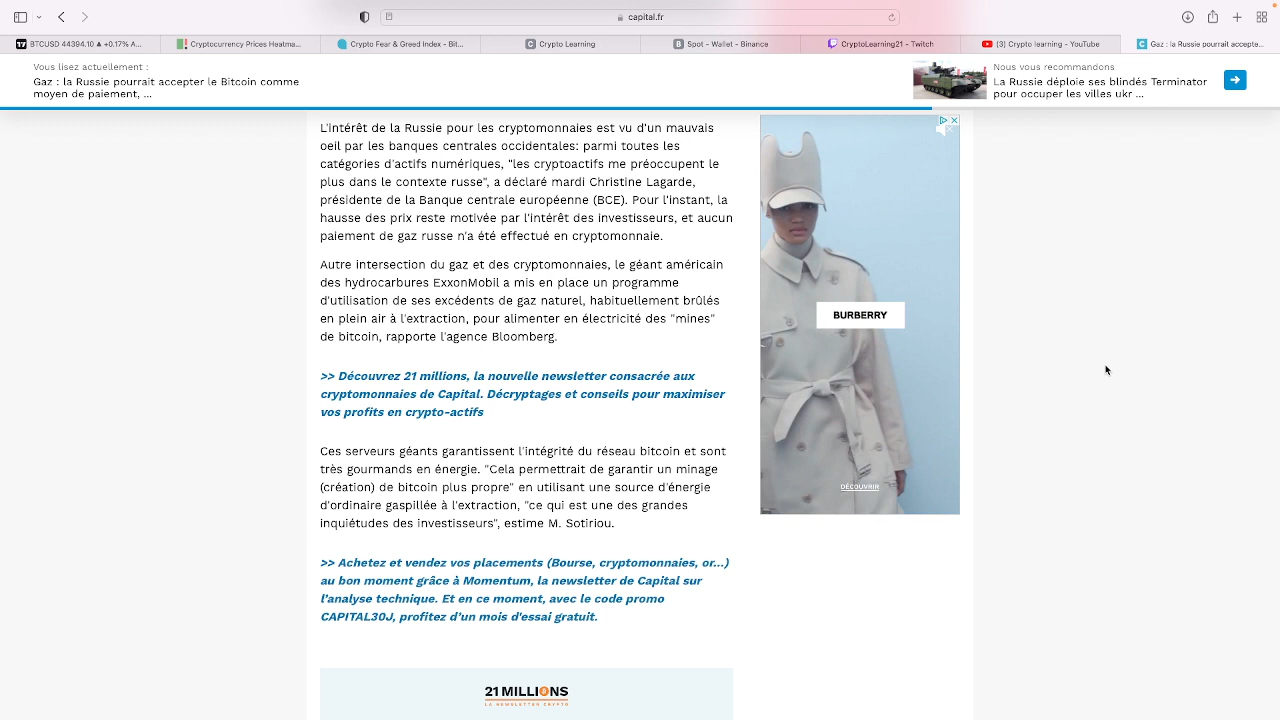 capital.fr
BTCUSD 44394.10 ▲ +0.17%...
Cryptocurrency Prices Heatma...
Crypto Fear & Greed Index - Bit...
Crypto Learning
Spot - Wallet - Binance
CryptoLearning21 - Twitch
(3) Crypto learning - YouTube
Gaz : la Russie pourrait accepte...
Vous lisez actuellement :
Gaz : la Russie pourrait accepter le Bitcoin comme
moyen de paiement, ...
Nous vous recommandons
La Russie déploie ses blindés Terminator
pour occuper les villes ukr ...
L'intérêt de la Russie pour les cryptomonnaies est vu d'un mauvais
oeil par les banques centrales occidentales: parmi toutes les
catégories d'actifs numériques, "les cryptoactifs me préoccupent le
plus dans le contexte russe", a déclaré mardi Christine Lagarde,
présidente de la Banque centrale européenne (BCE). Pour l'instant, la
hausse des prix reste motivée par l'intérêt des investisseurs, et aucun
paiement de gaz russe n'a été effectué en cryptomonnaie.
Autre intersection du gaz et des cryptomonnaies, le géant américain
des hydrocarbures ExxonMobil a mis en place un programme
d'utilisation de ses excédents de gaz naturel, habituellement brûlés
en plein air à l'extraction, pour alimenter en électricité des "mines"
de bitcoin, rapporte l'agence Bloomberg.
>> Découvrez 21 millions, la nouvelle newsletter consacrée aux
cryptomonnaies de Capital. Décryptages et conseils pour maximiser
vos profits en crypto-actifs
Ces serveurs géants garantissent l'intégrité du réseau bitcoin et sont
très gourmands en énergie. "Cela permettrait de garantir un minage
(création) de bitcoin plus propre" en utilisant une source d'énergie
d'ordinaire gaspillée à l'extraction, "ce qui est une des grandes
inquiétudes des investisseurs", estime M. Sotiriou.
>> Achetez et vendez vos placements (Bourse, cryptomonnaies, or...)
au bon moment grâce à Momentum, la newsletter de Capital sur
l'analyse technique. Et en ce moment, avec le code promo
CAPITAL30J, profitez d'un mois d'essai gratuit.
21 MILLIONS
LA NEWSLETTER CRYPTO
BURBERRY
DÉCOUVRIR